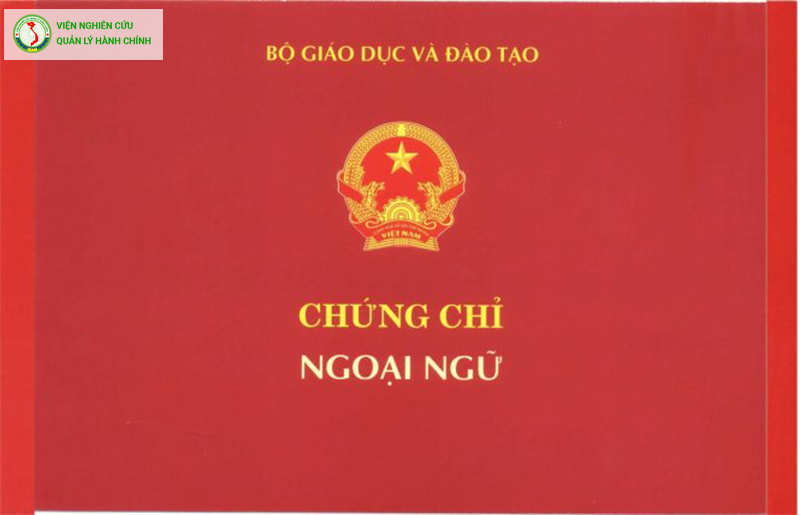 VIỆN NGHIÊN CỨU
QUẢN LÝ HÀNH CHÍNH
BỘ GIÁO DỤC VÀ ĐÀO TẠO
VIỆT NAM
CHỨNG CHỈ
NGOẠI NGỮ